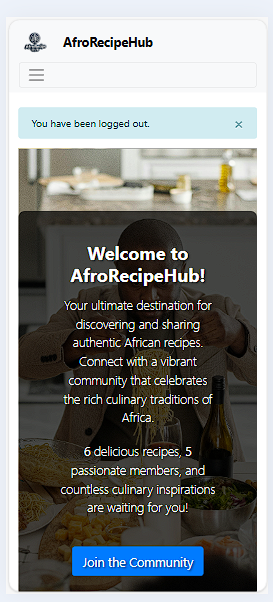 AfroRecipeHub
You have been logged out.
×
Welcome to
AfroRecipeHub!
Your ultimate destination for
discovering and sharing
authentic African recipes.
Connect with a vibrant
community that celebrates
the rich culinary traditions of
Africa.
6 delicious recipes, 5
passionate members, and
countless culinary inspirations
are waiting for you!
Join the Community